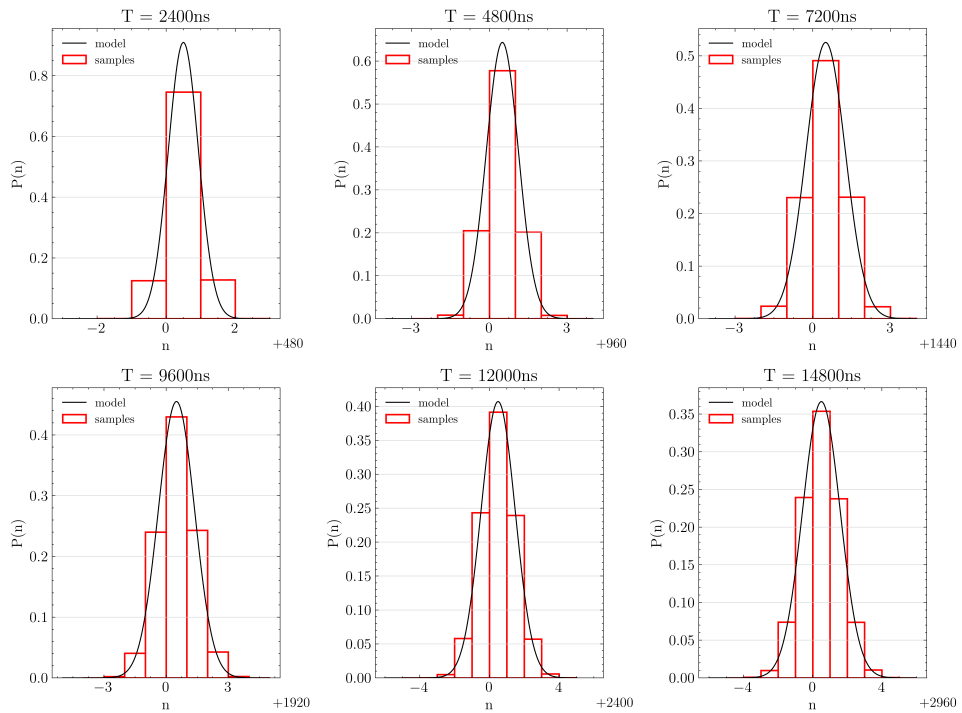 T = 2400ns
model
samples
P(n)
0.8
0.6
0.4
0.2
0.0
−2 0 2
n
+480
T = 4800ns
model
samples
P(n)
0.6
0.5
0.4
0.3
0.2
0.1
0.0
−3 0 3
n
+960
T = 7200ns
model
samples
P(n)
0.5
0.4
0.3
0.2
0.1
0.0
−3 0 3
n
+1440
T = 9600ns
model
samples
P(n)
0.4
0.3
0.2
0.1
0.0
−3 0 3
n
+1920
T = 12000ns
model
samples
P(n)
0.40
0.35
0.30
0.25
0.20
0.15
0.10
0.05
0.00
−4 0 4
n
+2400
T = 14800ns
model
samples
P(n)
0.35
0.30
0.25
0.20
0.15
0.10
0.05
0.00
−4 0 4
n
+2960